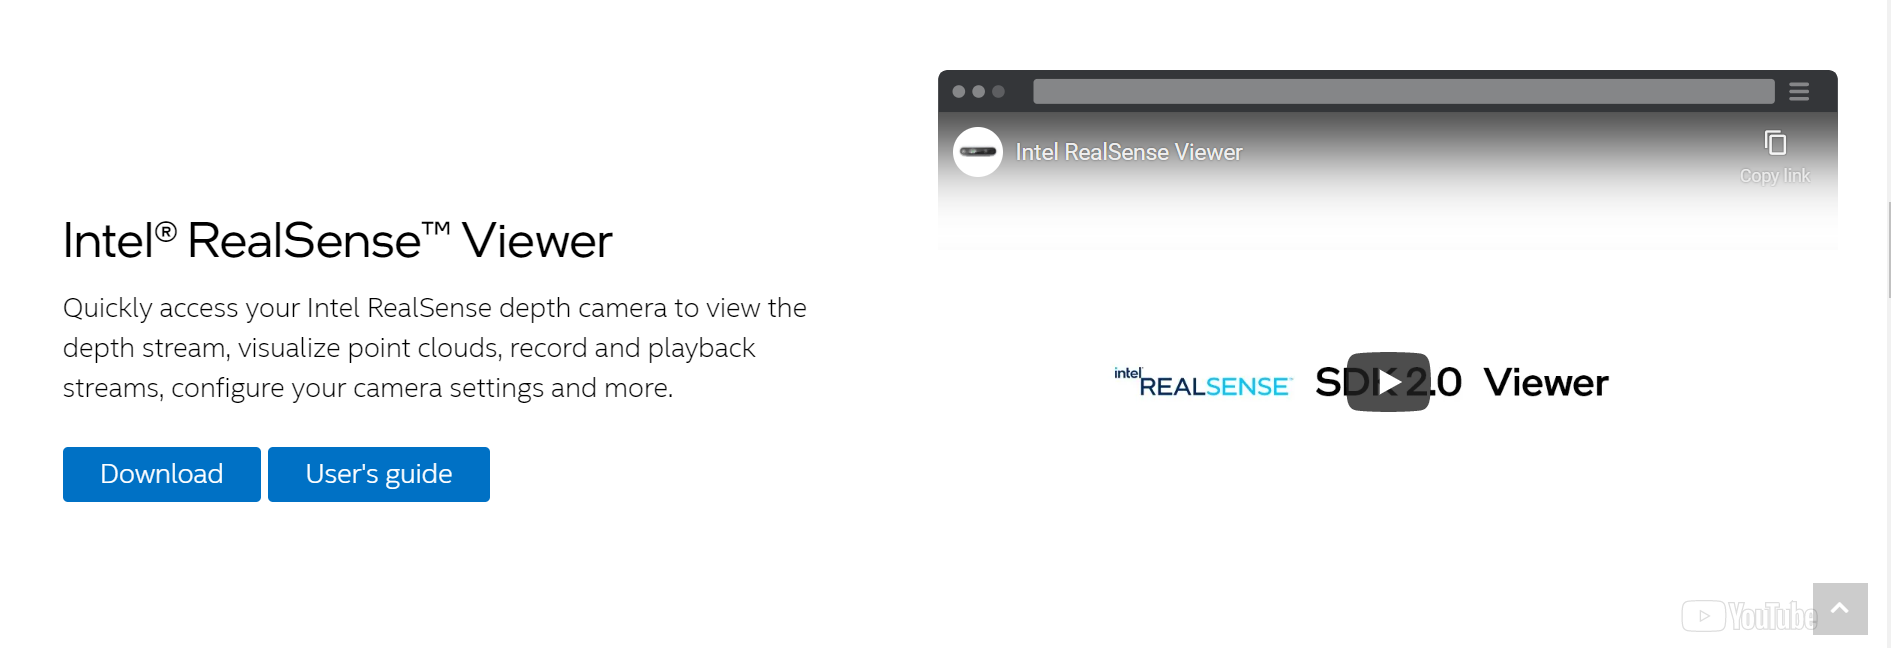 Intel® RealSense™ Viewer
Quickly access your Intel RealSense depth camera to view the
depth stream, visualize point clouds, record and playback
streams, configure your camera settings and more.
Download
User's guide
Intel RealSense Viewer
Copy link
intel REALSENSE™ SDK 2.0 Viewer
YouTube